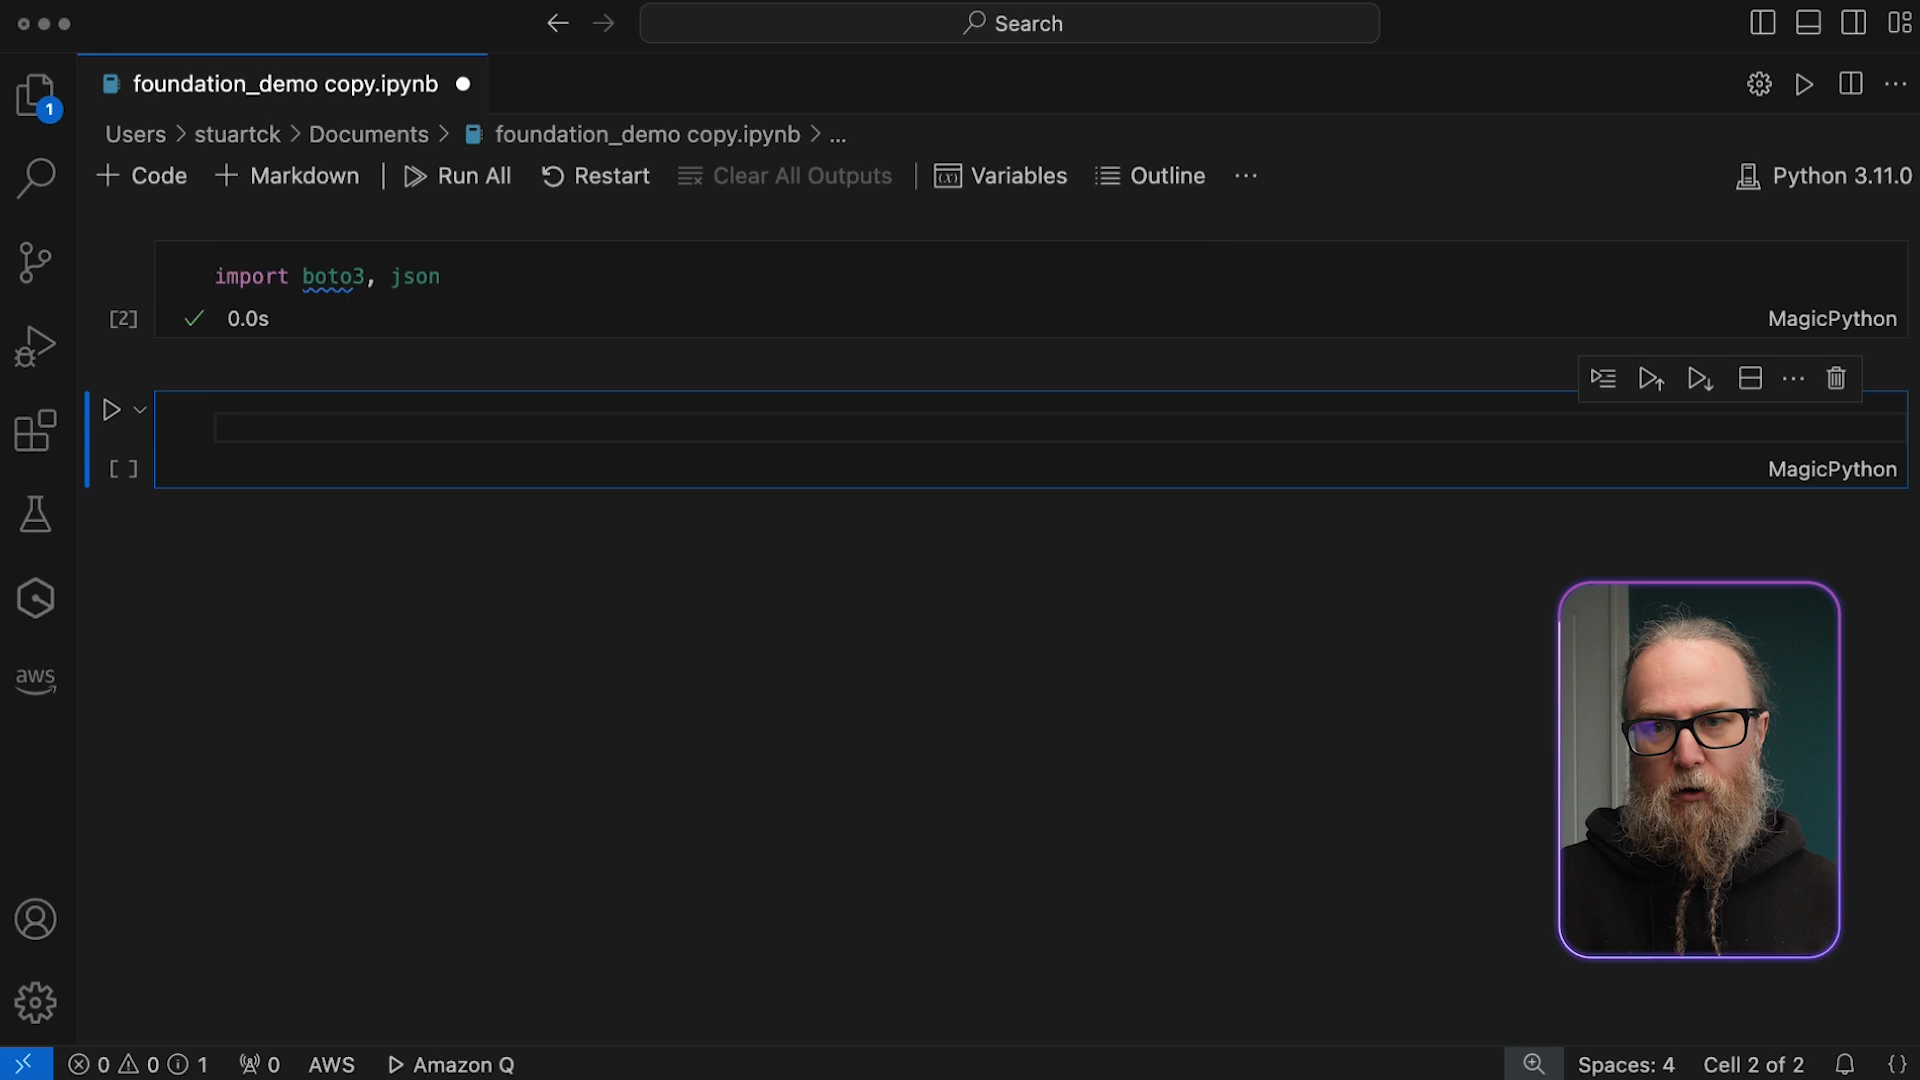 Search
foundation_demo copy.ipynb
1
Users > stuartck > Documents > foundation_demo copy.ipynb > ...
+ Code + Markdown | Run All Restart Clear All Outputs | Variables Outline ...
Python 3.11.0
import boto3, json
[2] 0.0s MagicPython
[ ] MagicPython
aws
0 0 1 0 AWS Amazon Q Spaces: 4 Cell 2 of 2 {}